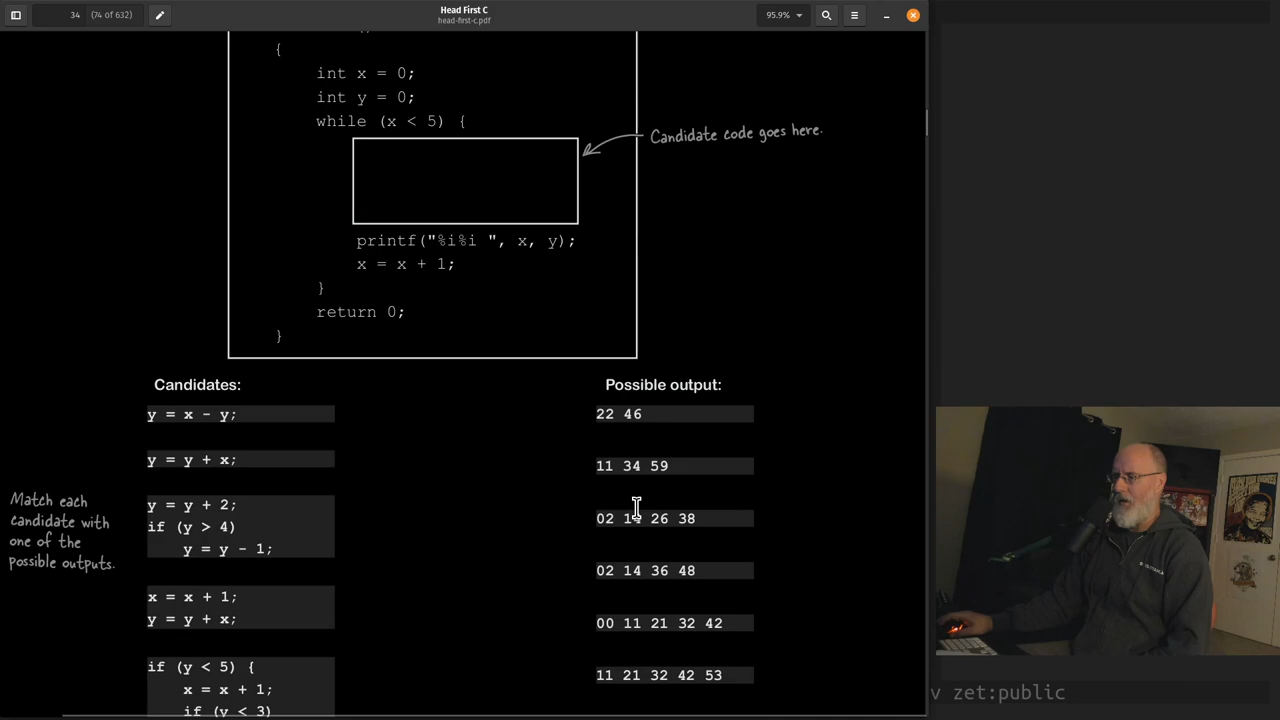 34
(74 of 632)
Head First C
head-first-c.pdf
95.9%
{
int x = 0;
int y = 0;
while (x < 5) {
Candidate code goes here.
printf("%i%i ", x, y);
x = x + 1;
}
return 0;
}
Candidates:
Possible output:
y = x - y;
22 46
y = y + x;
11 34 59
Match each
candidate with
one of the
possible outputs.
y = y + 2;
if (y > 4)
y = y - 1;
02 14 26 38
02 14 36 48
x = x + 1;
y = y + x;
00 11 21 32 42
if (y < 5) {
x = x + 1;
if (y < 3)
11 21 32 42 53
v zet:public